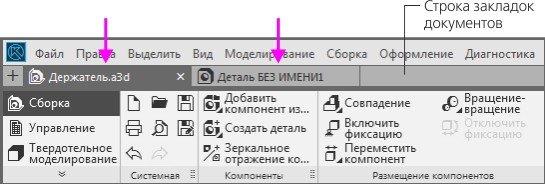 Строка закладок
документов
Файл Правка Выделить Вид Моделирование Сборка Оформление Диагностика
+ Держатель.a3d × Деталь БЕЗ ИМЕНИ1
Сборка
Управление
Твердотельное
моделирование
Системная
Добавить
компонент из...
Создать деталь
Зеркальное
отражение ко...
Компоненты
Совпадение
Включить
фиксацию
Переместить
компонент
Вращение-
вращение
Отключить
фиксацию
Размещение компонентов